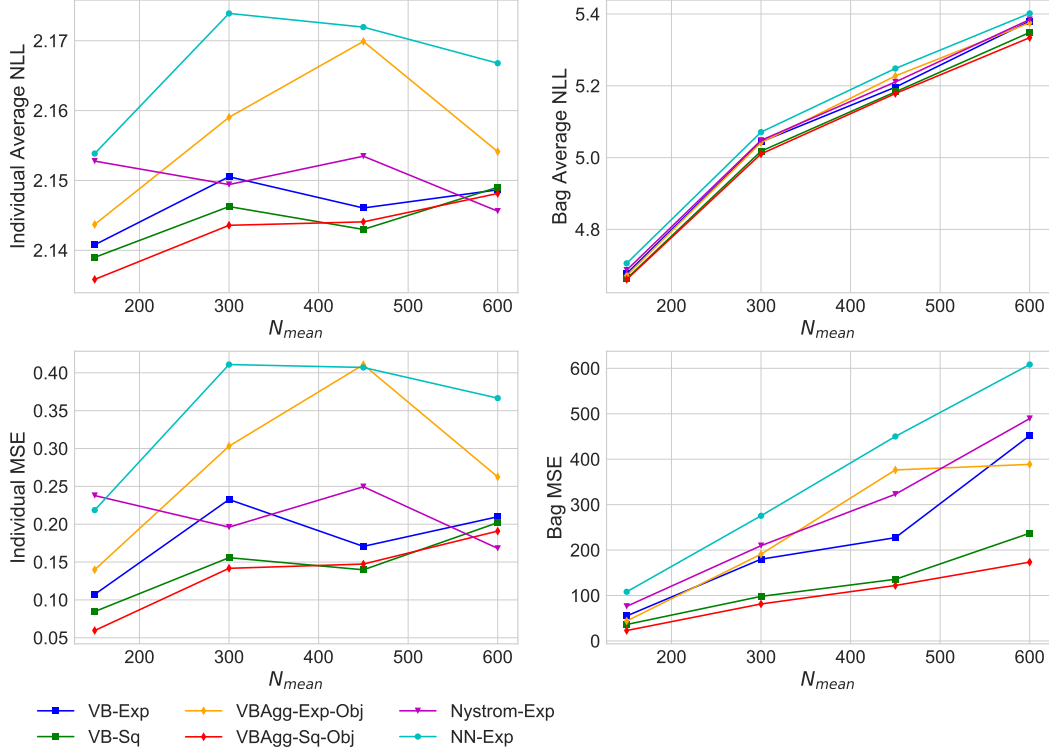 2.17
2.16
2.15
2.14
Individual Average NLL
200 300 400 500 600
N_mean
5.4
5.2
5.0
4.8
Bag Average NLL
200 300 400 500 600
N_mean
0.40
0.35
0.30
0.25
0.20
0.15
0.10
0.05
Individual MSE
200 300 400 500 600
N_mean
600
500
400
300
200
100
0
Bag MSE
200 300 400 500 600
N_mean
VB-Exp VBAgg-Exp-Obj Nystrom-Exp
VB-Sq VBAgg-Sq-Obj NN-Exp